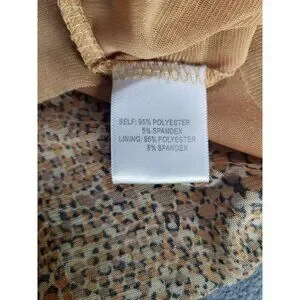 SELF: 95% POLYESTER
5% SPANDEX
LINING: 95% POLYESTER
5% SPANDEX